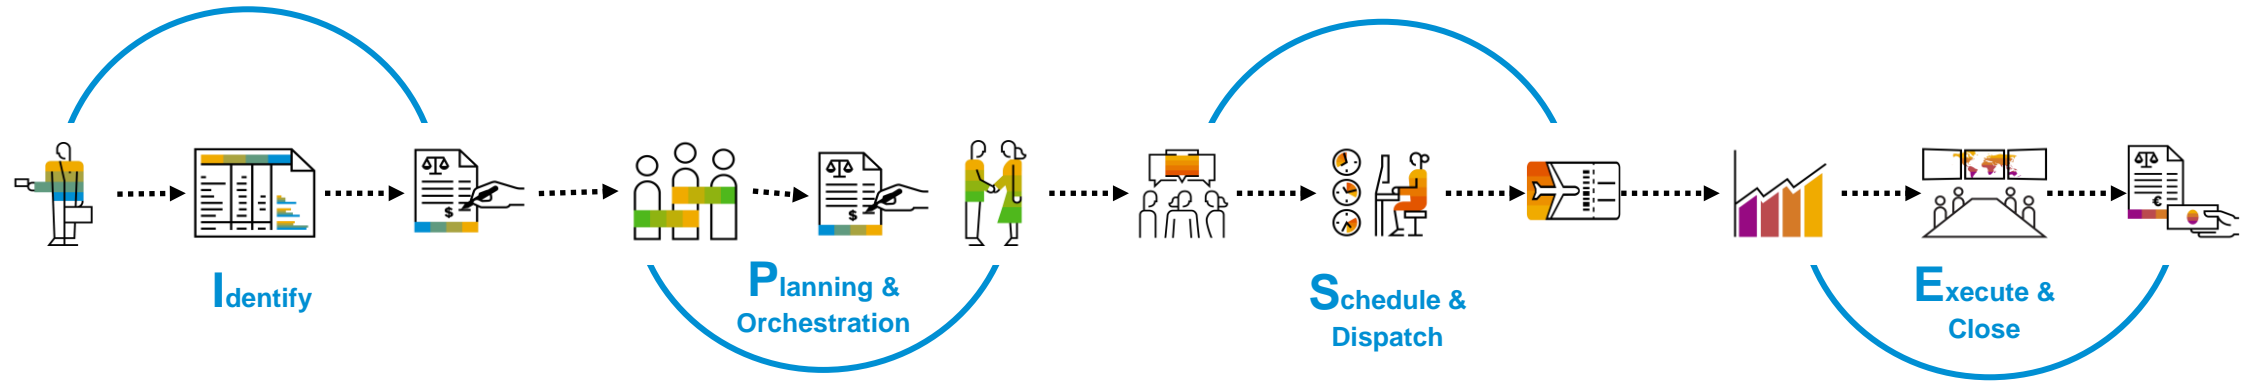 $
$
€
Identify
Planning &
Orchestration
Schedule &
Dispatch
Execute &
Close